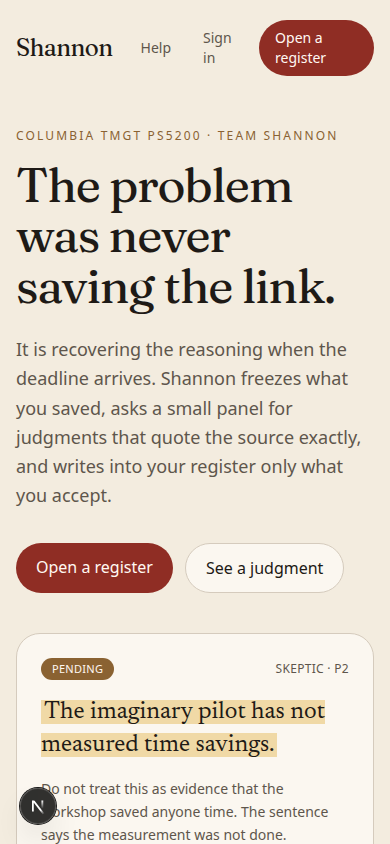 Shannon
Help
Sign in
Open a register
COLUMBIA TMGT PS5200 · TEAM SHANNON
The problem
was never
saving the link.
It is recovering the reasoning when the
deadline arrives. Shannon freezes what
you saved, asks a small panel for
judgments that quote the source exactly,
and writes into your register only what
you accept.
Open a register
See a judgment
PENDING
SKEPTIC · P2
The imaginary pilot has not
measured time savings.
Do not treat this as evidence that the
workshop saved anyone time. The sentence
says the measurement was not done.
N